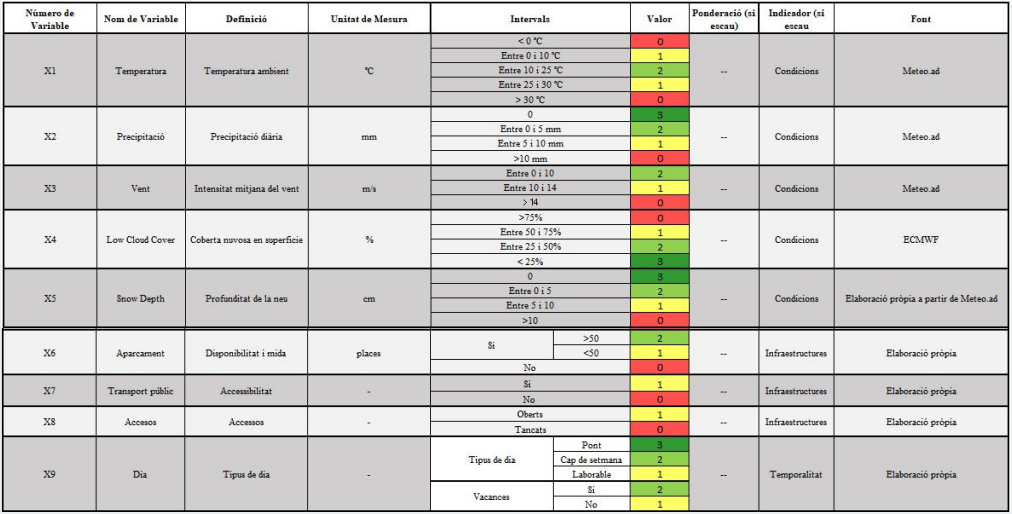 Número de Variable | Nom de Variable | Definició | Unitat de Mesura | Intervals | Valor | Ponderació (si escau) | Indicador (si escau | Font
X1 | Temperatura | Temperatura ambient | ºC | < 0 ºC | 0 | -- | Condicions | Meteo.ad
Entre 0 i 10 ºC | 1
Entre 10 i 25 ºC | 2
Entre 25 i 30 ºC | 1
> 30 ºC | 0
X2 | Precipitació | Precipitació diària | mm | 0 | 3 | -- | Condicions | Meteo.ad
Entre 0 i 5 mm | 2
Entre 5 i 10 mm | 1
>10 mm | 0
X3 | Vent | Intensitat mitjana del vent | m/s | Entre 0 i 10 | 2 | -- | Condicions | Meteo.ad
Entre 10 i 14 | 1
> 14 | 0
X4 | Low Cloud Cover | Coberta nuvosa en superficie | % | >75% | 0 | -- | Condicions | ECMWF
Entre 50 i 75% | 1
Entre 25 i 50% | 2
< 25% | 3
X5 | Snow Depth | Profunditat de la neu | cm | 0 | 3 | -- | Condicions | Elaboració pròpia a partir de Meteo.ad
Entre 0 i 5 | 2
Entre 5 i 10 | 1
>10 | 0
X6 | Aparcament | Disponibilitat i mida | places | Si | >50 | 2 | -- | Infraestructures | Elaboració pròpia
<50 | 1
No | 0
X7 | Transport públic | Accessibilitat | - | Si | 1 | -- | Infraestructures | Elaboració pròpia
No | 0
X8 | Accesos | Accessos | - | Oberts | 1 | -- | Infraestructures | Elaboració pròpia
Tancats | 0
X9 | Dia | Tipus de dia | - | Tipus de dia | Pont | 3 | -- | Temporalitat | Elaboració pròpia
Cap de setmana | 2
Laborable | 1
Vacances | Si | 2
No | 1